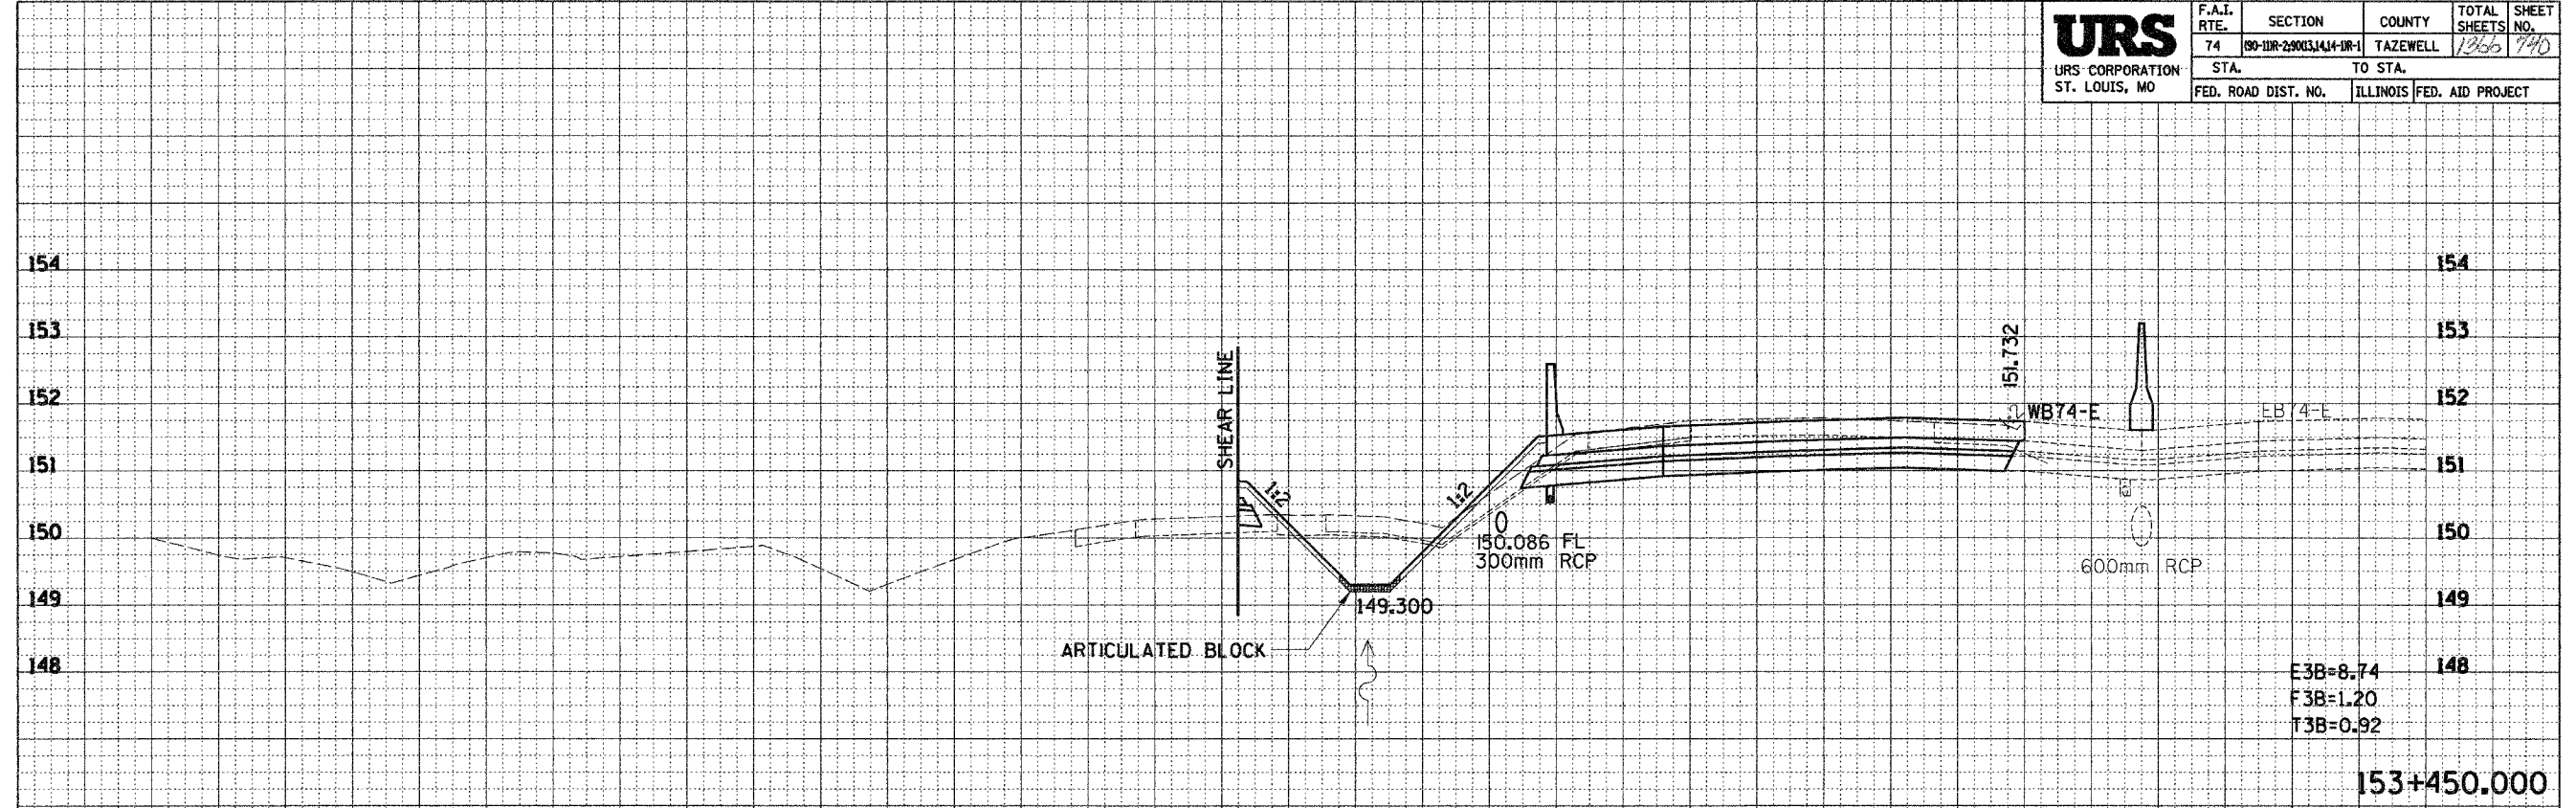 URS
URS CORPORATION
ST. LOUIS, MO
F.A.I. RTE.
SECTION
COUNTY
TOTAL SHEETS
SHEET NO.
74
TAZEWELL
1366
740
STA. TO STA.
FED. ROAD DIST. NO.
ILLINOIS
FED. AID PROJECT
154
154
153
153
152
152
151
151
150
150
149
149
148
148
SHEAR LINE
1:2
1:2
150.086 FL
300mm RCP
149.300
ARTICULATED BLOCK
151.732
WB74-E
EB74-E
600mm RCP
E3B=8.74
F3B=1.20
T3B=0.92
153+450.000